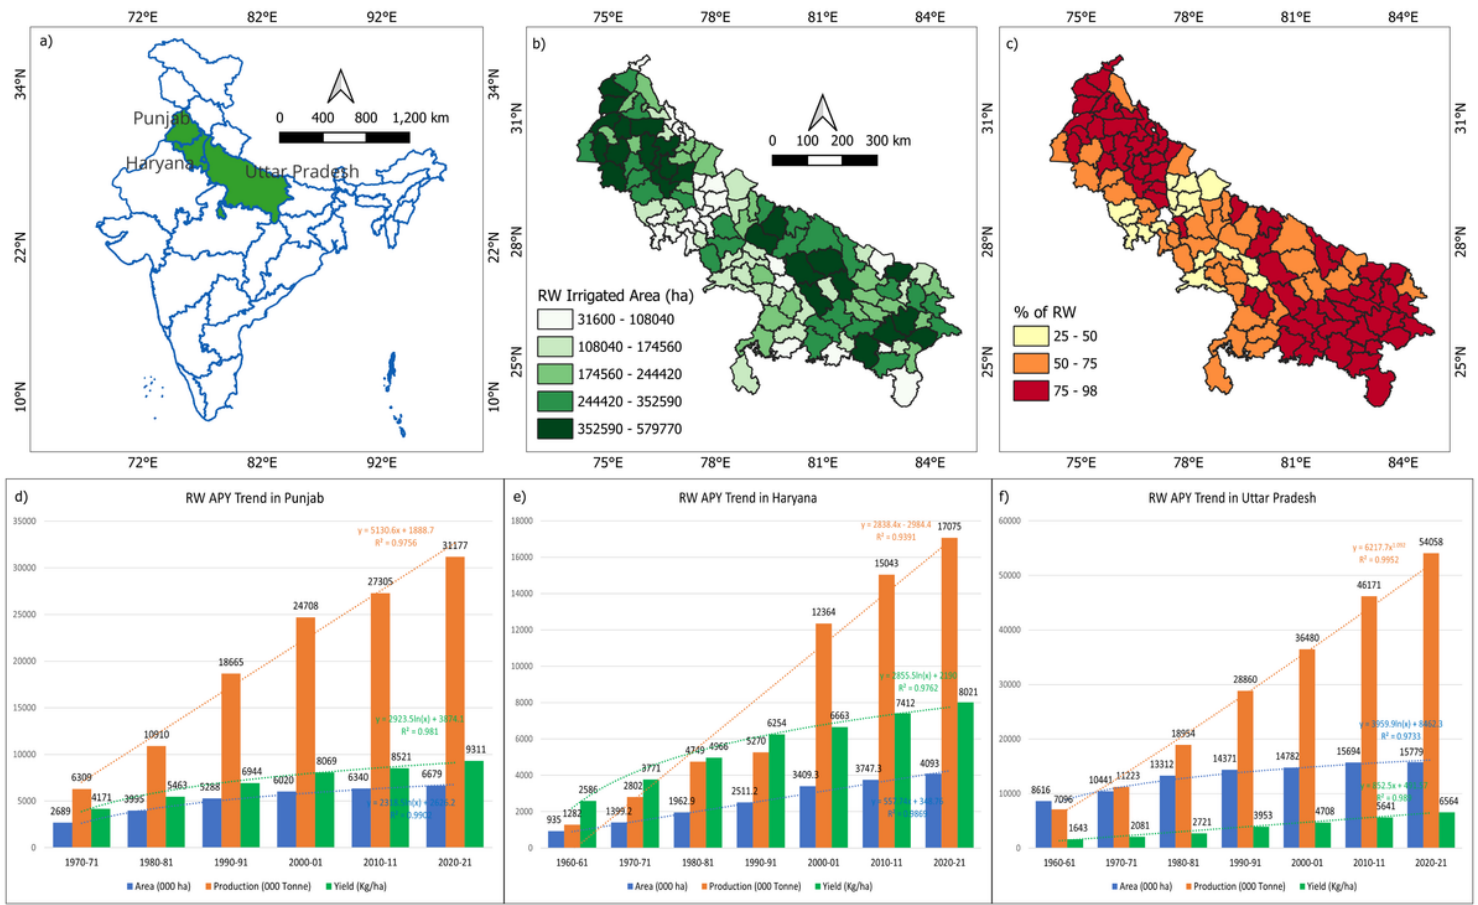 72°E 82°E 92°E
75°E 78°E 81°E 84°E
75°E 78°E 81°E 84°E
a)
34°N
22°N
10°N
Punjab
Haryana
Uttar Pradesh
0 400 800 1,200 km
34°N
22°N
10°N
72°E 82°E 92°E
b)
31°N
28°N
25°N
0 100 200 300 km
RW Irrigated Area (ha)
31600 - 108040
108040 - 174560
174560 - 244420
244420 - 352590
352590 - 579770
75°E 78°E 81°E 84°E
c)
31°N
28°N
25°N
% of RW
25 - 50
50 - 75
75 - 98
31°N
28°N
25°N
75°E 78°E 81°E 84°E
d)
RW APY Trend in Punjab
35000
30000
25000
20000
15000
10000
5000
0
y = 5130.6x + 1888.7
R² = 0.9756
y = 2923.5ln(x) + 3874.1
R² = 0.981
2689 6309 4171
3995 10910 5463
5288 18665 6944
6020 24708 8069
6340 27305 8521
6679 31177 9311
1970-71 1980-81 1990-91 2000-01 2010-11 2020-21
Area (000 ha) Production (000 Tonne) Yield (Kg/ha)
e)
RW APY Trend in Haryana
18000
16000
14000
12000
10000
8000
6000
4000
2000
0
y = 2838.4x - 2984.4
R² = 0.9391
R² = 0.9762
935 1282 2586
1399.2 2802 3771
1962.9 4749 4966
2511.2 5270 6254
3409.3 12364 6663
3747.3 15043 7412
4093 17075 8021
1960-61 1970-71 1980-81 1990-91 2000-01 2010-11 2020-21
Area (000 ha) Production (000 Tonne) Yield (Kg/ha)
f)
RW APY Trend in Uttar Pradesh
60000
50000
40000
30000
20000
10000
0
R² = 0.9952
y = 3959.9ln(x) + 8462.3
R² = 0.9733
8616 7096 1643
10441 11223 2081
13312 18954 2721
14371 28860 3953
14782 36480 4708
15694 46171 5641
15779 54058 6564
1960-61 1970-71 1980-81 1990-91 2000-01 2010-11 2020-21
Area (000 ha) Production (000 Tonne) Yield (Kg/ha)